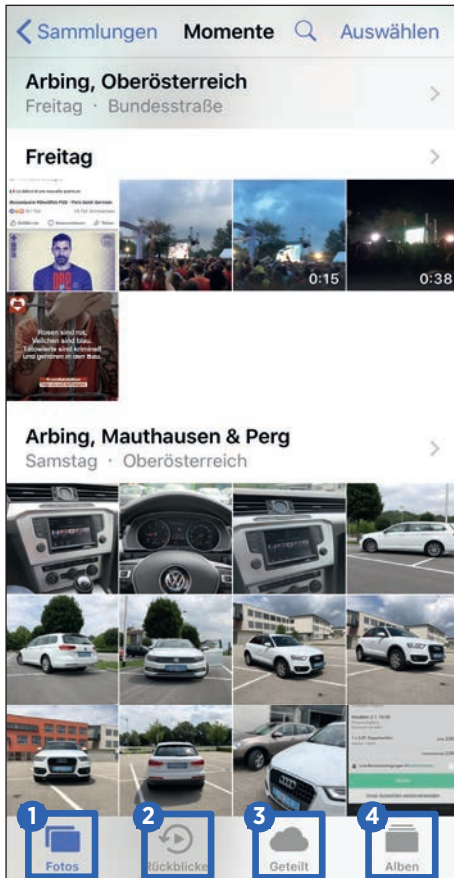 Sammlungen Momente Auswählen
Arbing, Oberösterreich
Freitag · Bundesstraße
Freitag
0:15
0:38
Rosen sind rot,
Veilchen sind blau.
Tätowierte sind kriminell
und gehören in den Bau.
Arbing, Mauthausen & Perg
Samstag · Oberösterreich
1 2 3 4
Fotos Rückblicke Geteilt Alben